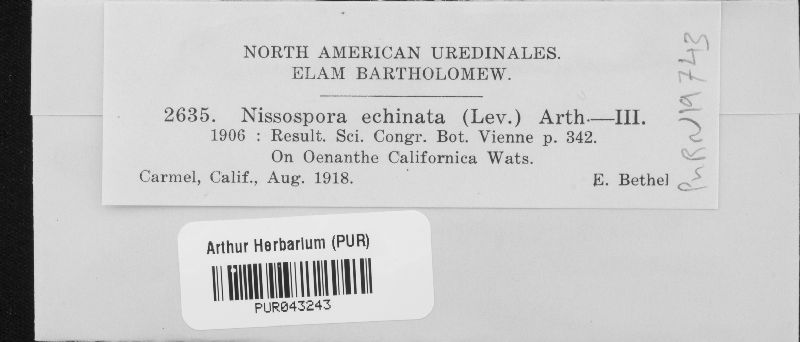 NORTH AMERICAN UREDINALES.
ELAM BARTHOLOMEW.
2635. Nissospora echinata (Lev.) Arth.—III.
1906 : Result. Sci. Congr. Bot. Vienne p. 342.
On Oenanthe Californica Wats.
Carmel, Calif., Aug. 1918. E. Bethel
PURN19743
Arthur Herbarium (PUR)
PUR043243